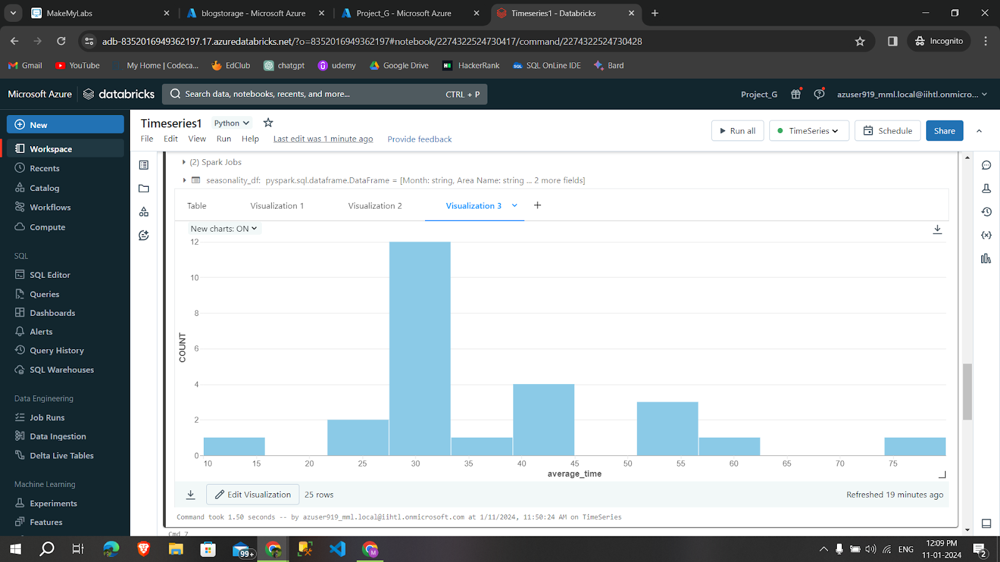 MakeMyLabs
blogstorage - Microsoft Azure
Project_G - Microsoft Azure
Timeseries1 - Databricks
adb-8352016949362197.17.azuredatabricks.net/?o=8352016949362197#notebook/2274322524730417/command/2274322524730428
Incognito
Gmail
YouTube
My Home | Codeca...
EdClub
chatgpt
udemy
Google Drive
HackerRank
SQL OnLine IDE
Bard
Microsoft Azure
databricks
Search data, notebooks, recents, and more...
CTRL + P
Project_G
azuser919_mml.local@iihtl.onmicro...
New
Workspace
Recents
Catalog
Workflows
Compute
SQL
SQL Editor
Queries
Dashboards
Alerts
Query History
SQL Warehouses
Data Engineering
Job Runs
Data Ingestion
Delta Live Tables
Machine Learning
Experiments
Features
Timeseries1
Python
File Edit View Run Help Last edit was 1 minute ago Provide feedback
Run all
TimeSeries
Schedule
Share
(2) Spark Jobs
seasonality_df: pyspark.sql.dataframe.DataFrame = [Month: string, Area Name: string ... 2 more fields]
Table
Visualization 1
Visualization 2
Visualization 3
New charts: ON
12
10
8
6
4
2
0
COUNT
10 15 20 25 30 35 40 45 50 55 60 65 70 75
average_time
Edit Visualization
25 rows
Refreshed 19 minutes ago
Command took 1.50 seconds -- by azuser919_mml.local@iihtl.onmicrosoft.com at 1/11/2024, 11:50:24 AM on TimeSeries
Cmd 7
99+
M
ENG
12:09 PM
11-01-2024
2